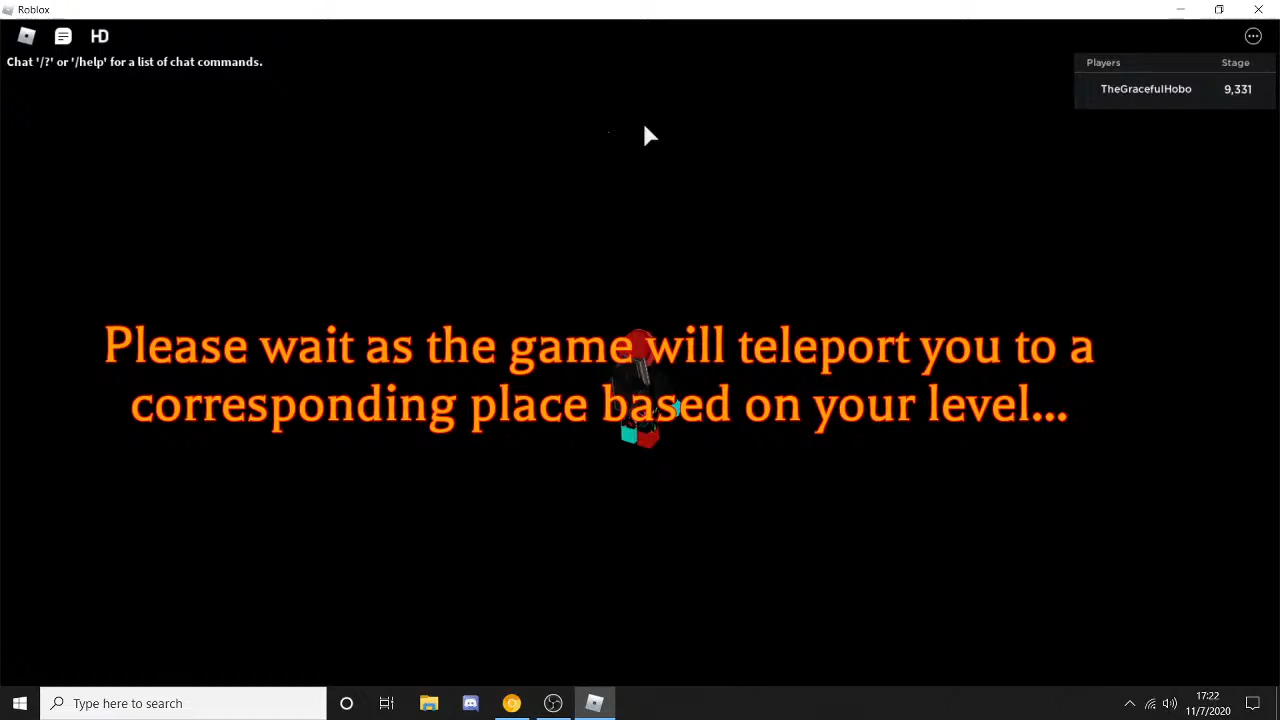 Roblox
HD
Chat '/?' or '/help' for a list of chat commands.
Players Stage
TheGracefulHobo 9,331
Please wait as the game will teleport you to a
corresponding place based on your level...
Type here to search
17:22
11/7/2020